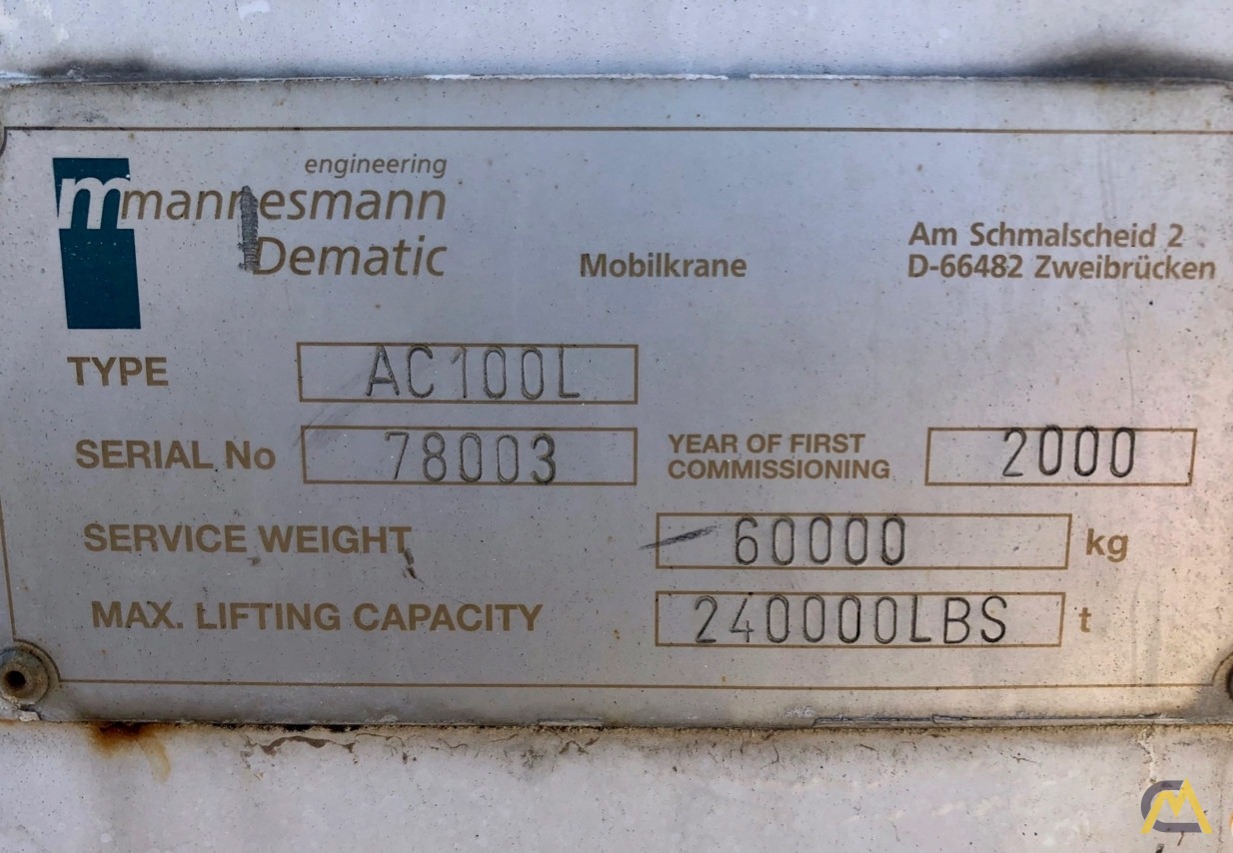 engineering
m mannesmann
Dematic
Mobilkrane
Am Schmalscheid 2
D-66482 Zweibrücken
TYPE AC100L
SERIAL No 78003
YEAR OF FIRST
COMMISSIONING 2000
SERVICE WEIGHT 60000 kg
MAX. LIFTING CAPACITY 240000LBS t
CM